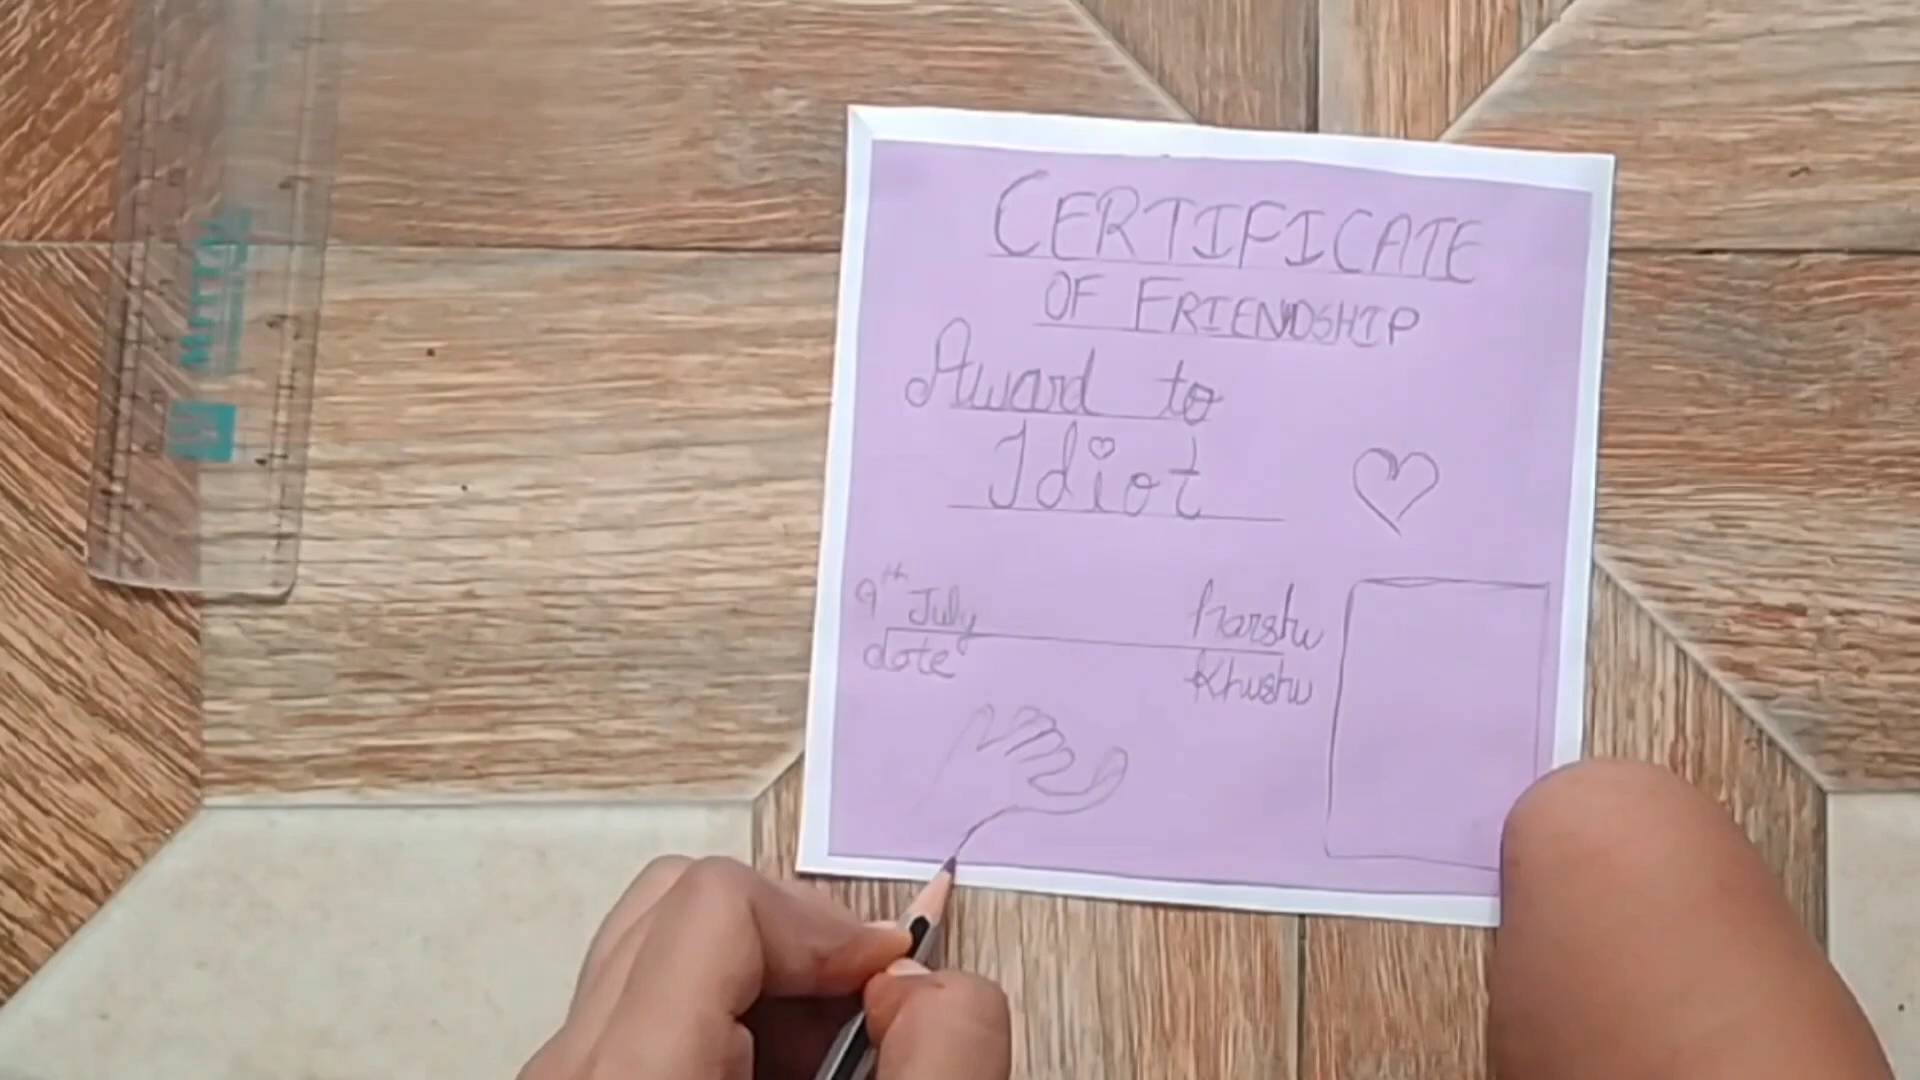 CERTIFICATE
OF FRIENDSHIP
Award to
Idiot
9th July
date
harshu
Khushu